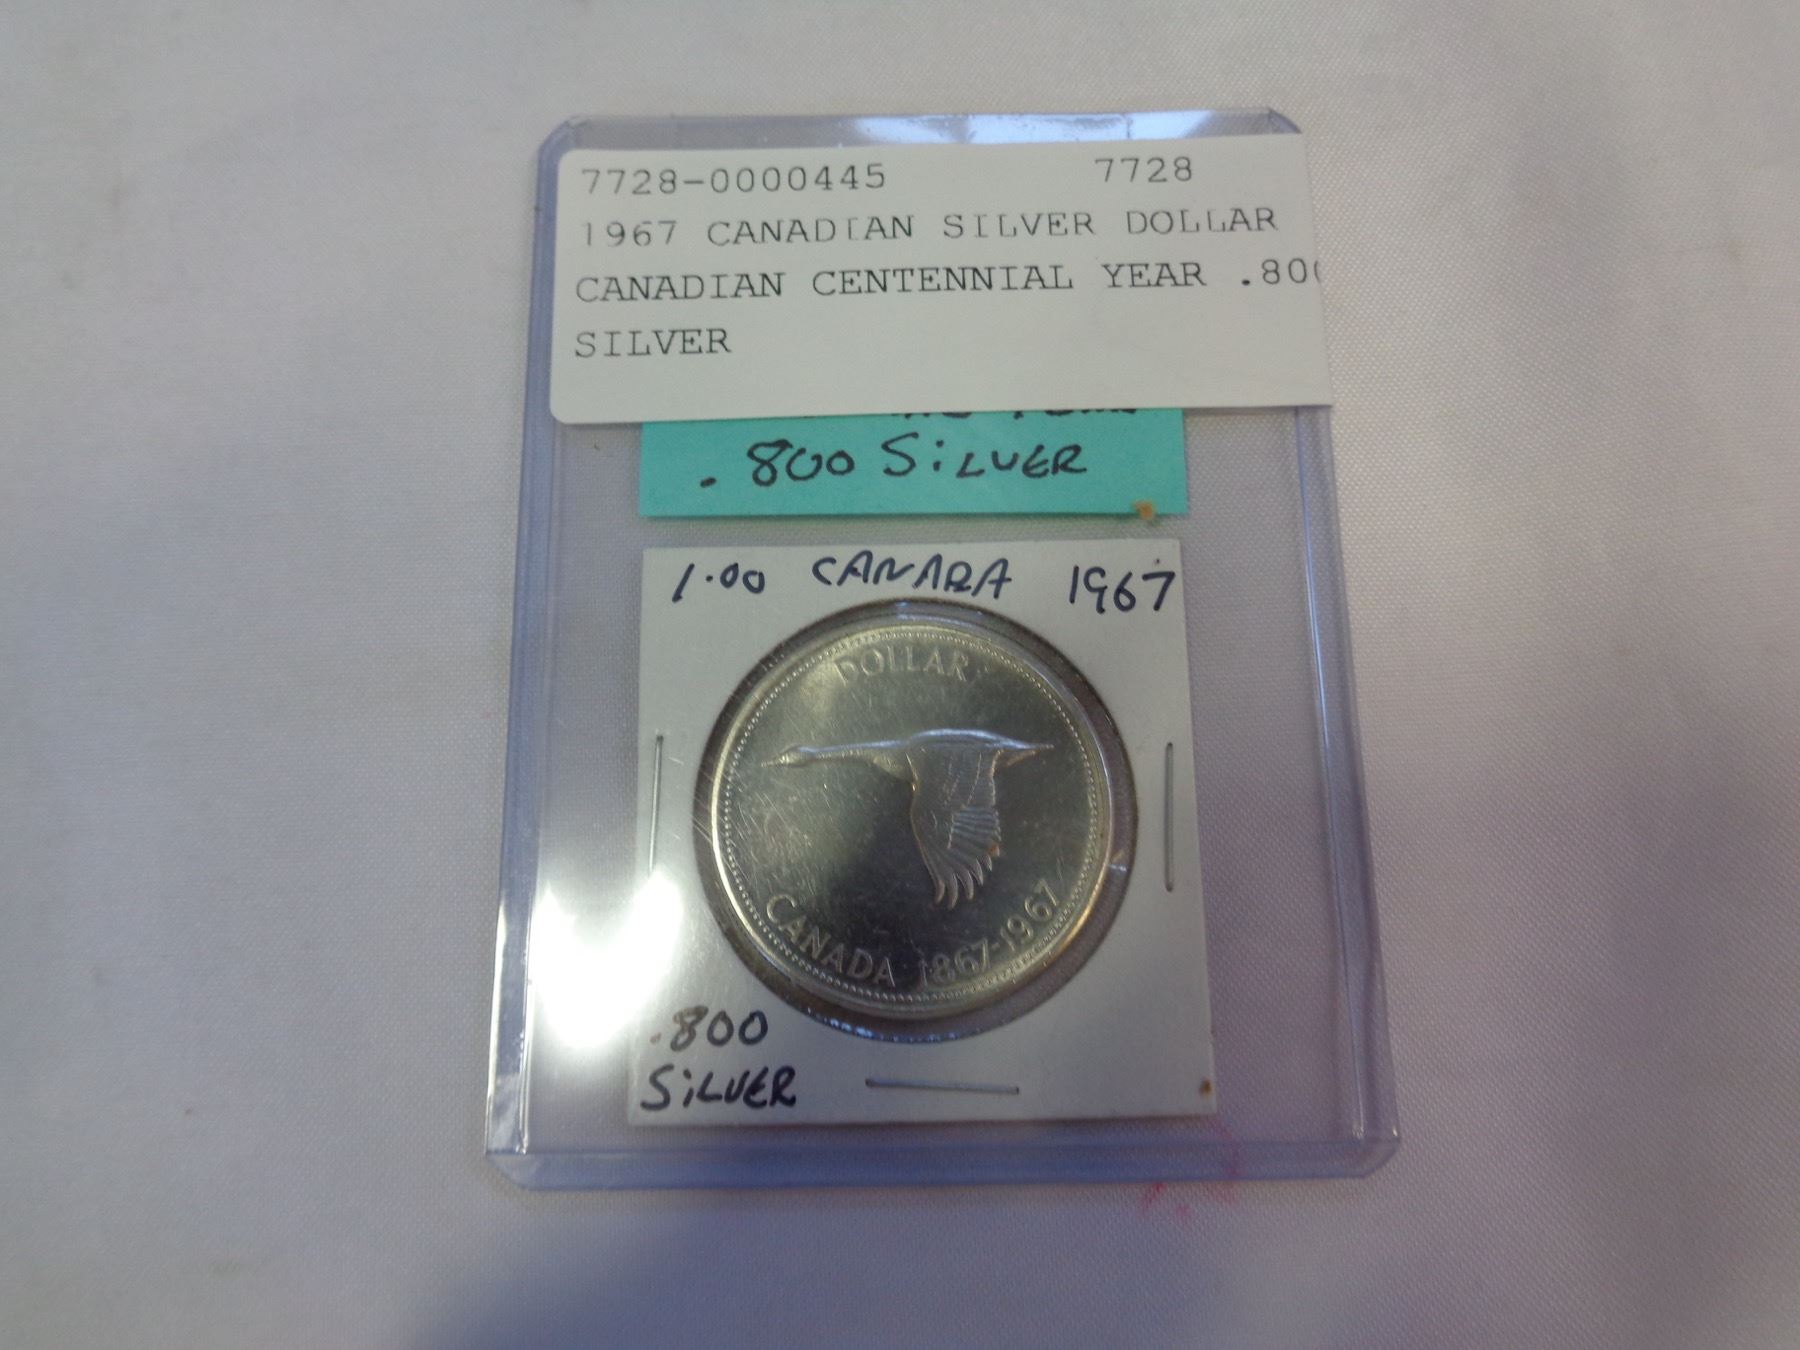 7728-0000445 7728
1967 CANADIAN SILVER DOLLAR
CANADIAN CENTENNIAL YEAR .800
SILVER
.800 SILVER
1.00 CANADA 1967
DOLLAR
CANADA 1867-1967
.800
SILVER